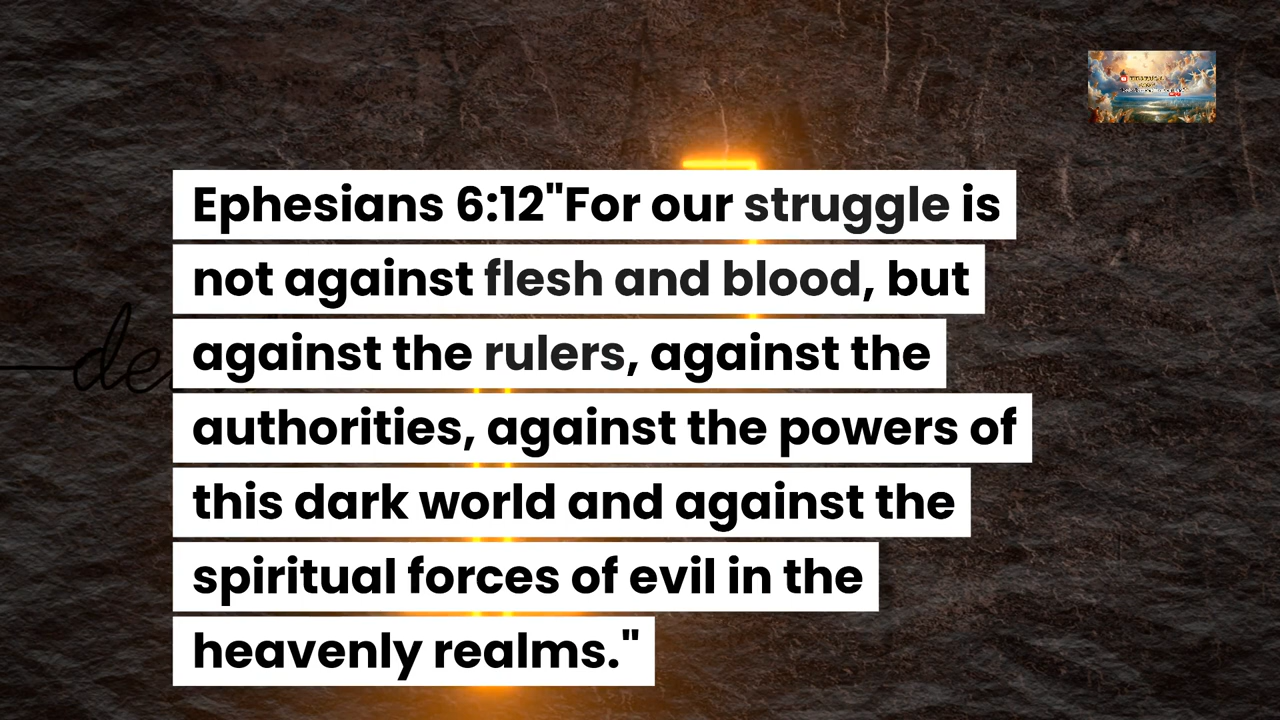 Ephesians 6:12"For our struggle is
not against flesh and blood, but
against the rulers, against the
authorities, against the powers of
this dark world and against the
spiritual forces of evil in the
heavenly realms."